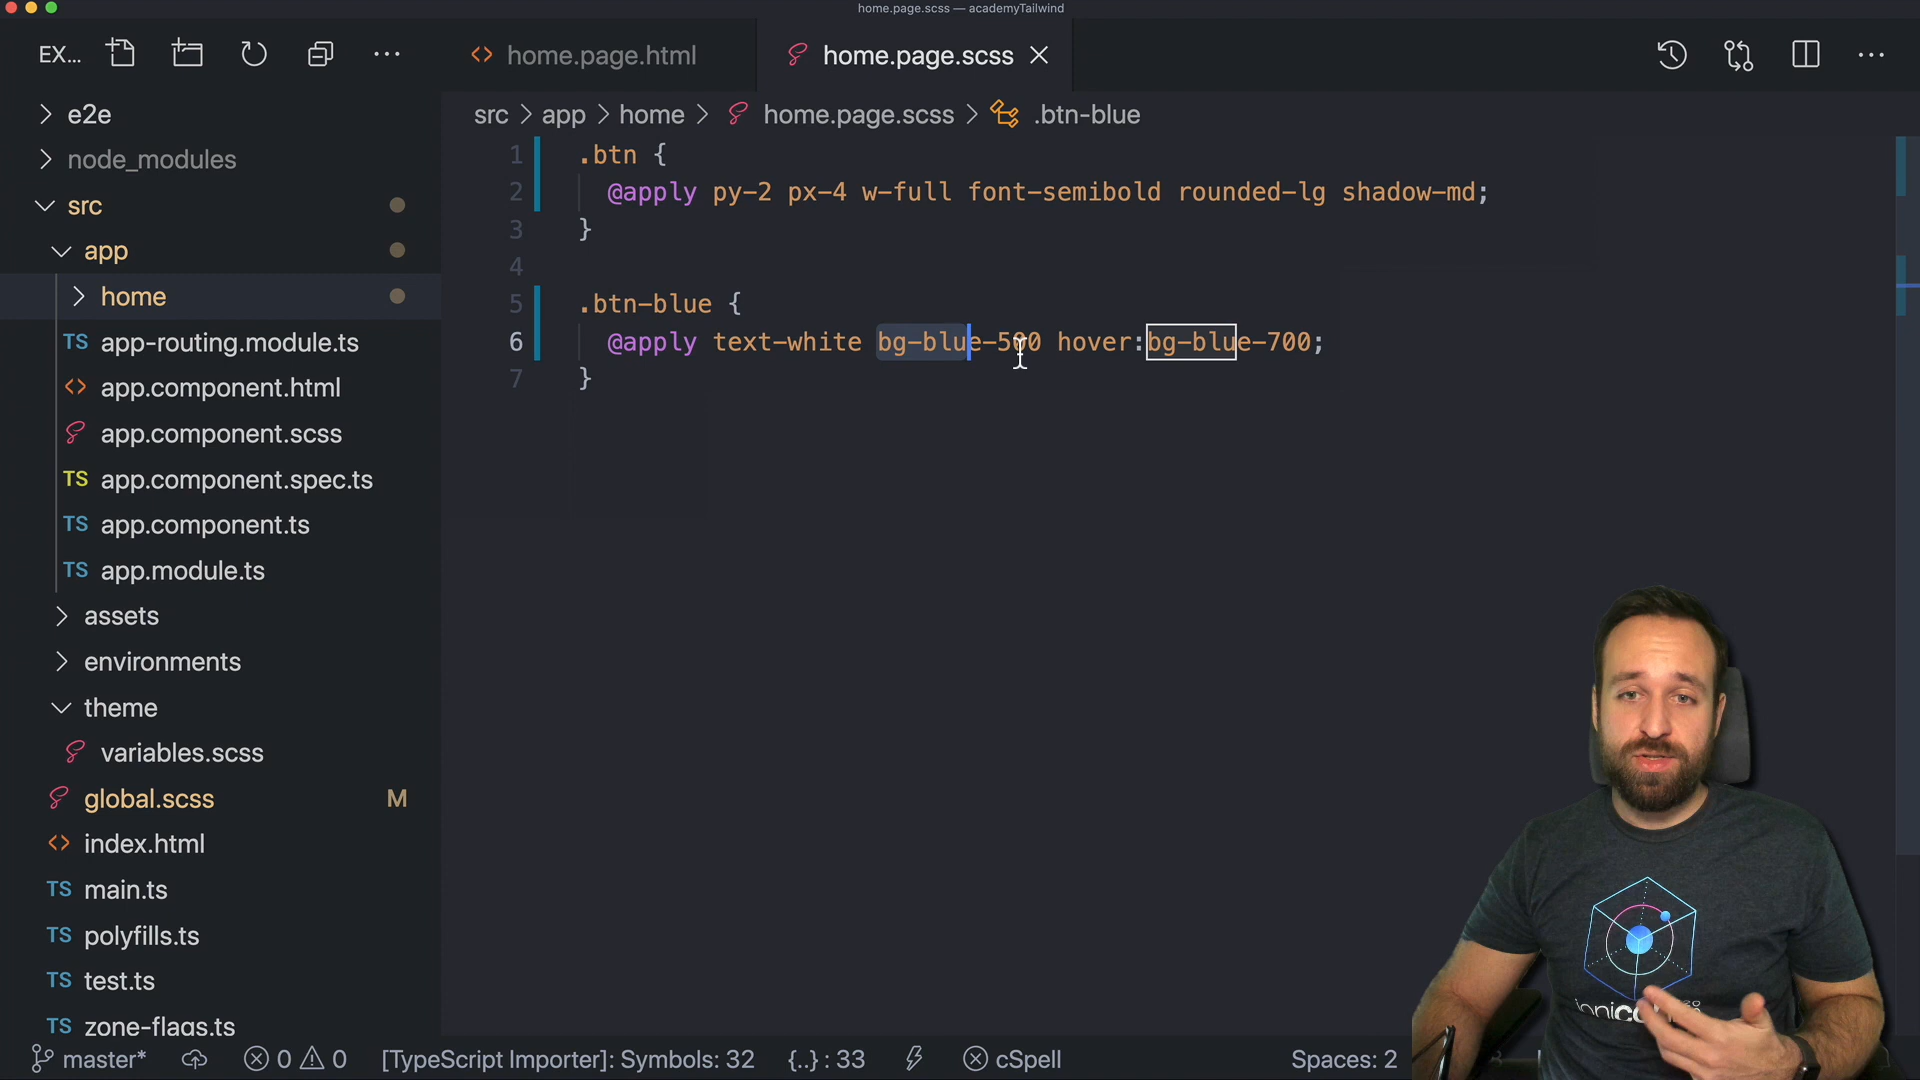 home.page.scss — academyTailwind
EX...
home.page.html
home.page.scss
src > app > home > home.page.scss > .btn-blue
e2e
node_modules
src
app
home
TS app-routing.module.ts
app.component.html
app.component.scss
TS app.component.spec.ts
TS app.component.ts
TS app.module.ts
assets
environments
theme
variables.scss
global.scss M
index.html
TS main.ts
TS polyfills.ts
TS test.ts
TS zone-flags.ts
1 .btn {
2 @apply py-2 px-4 w-full font-semibold rounded-lg shadow-md;
3 }
4
5 .btn-blue {
6 @apply text-white bg-blue-500 hover:bg-blue-700;
7 }
master* 0 0 [TypeScript Importer]: Symbols: 32 {..} : 33 cSpell Spaces: 2